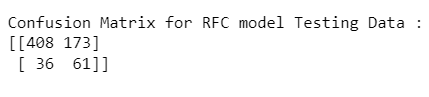 Confusion Matrix for RFC model Testing Data :
[[408 173]
 [ 36  61]]